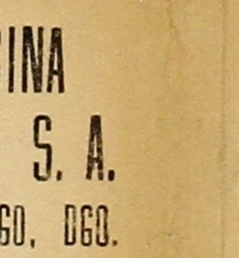 INA
S. A.
GO, DGO.